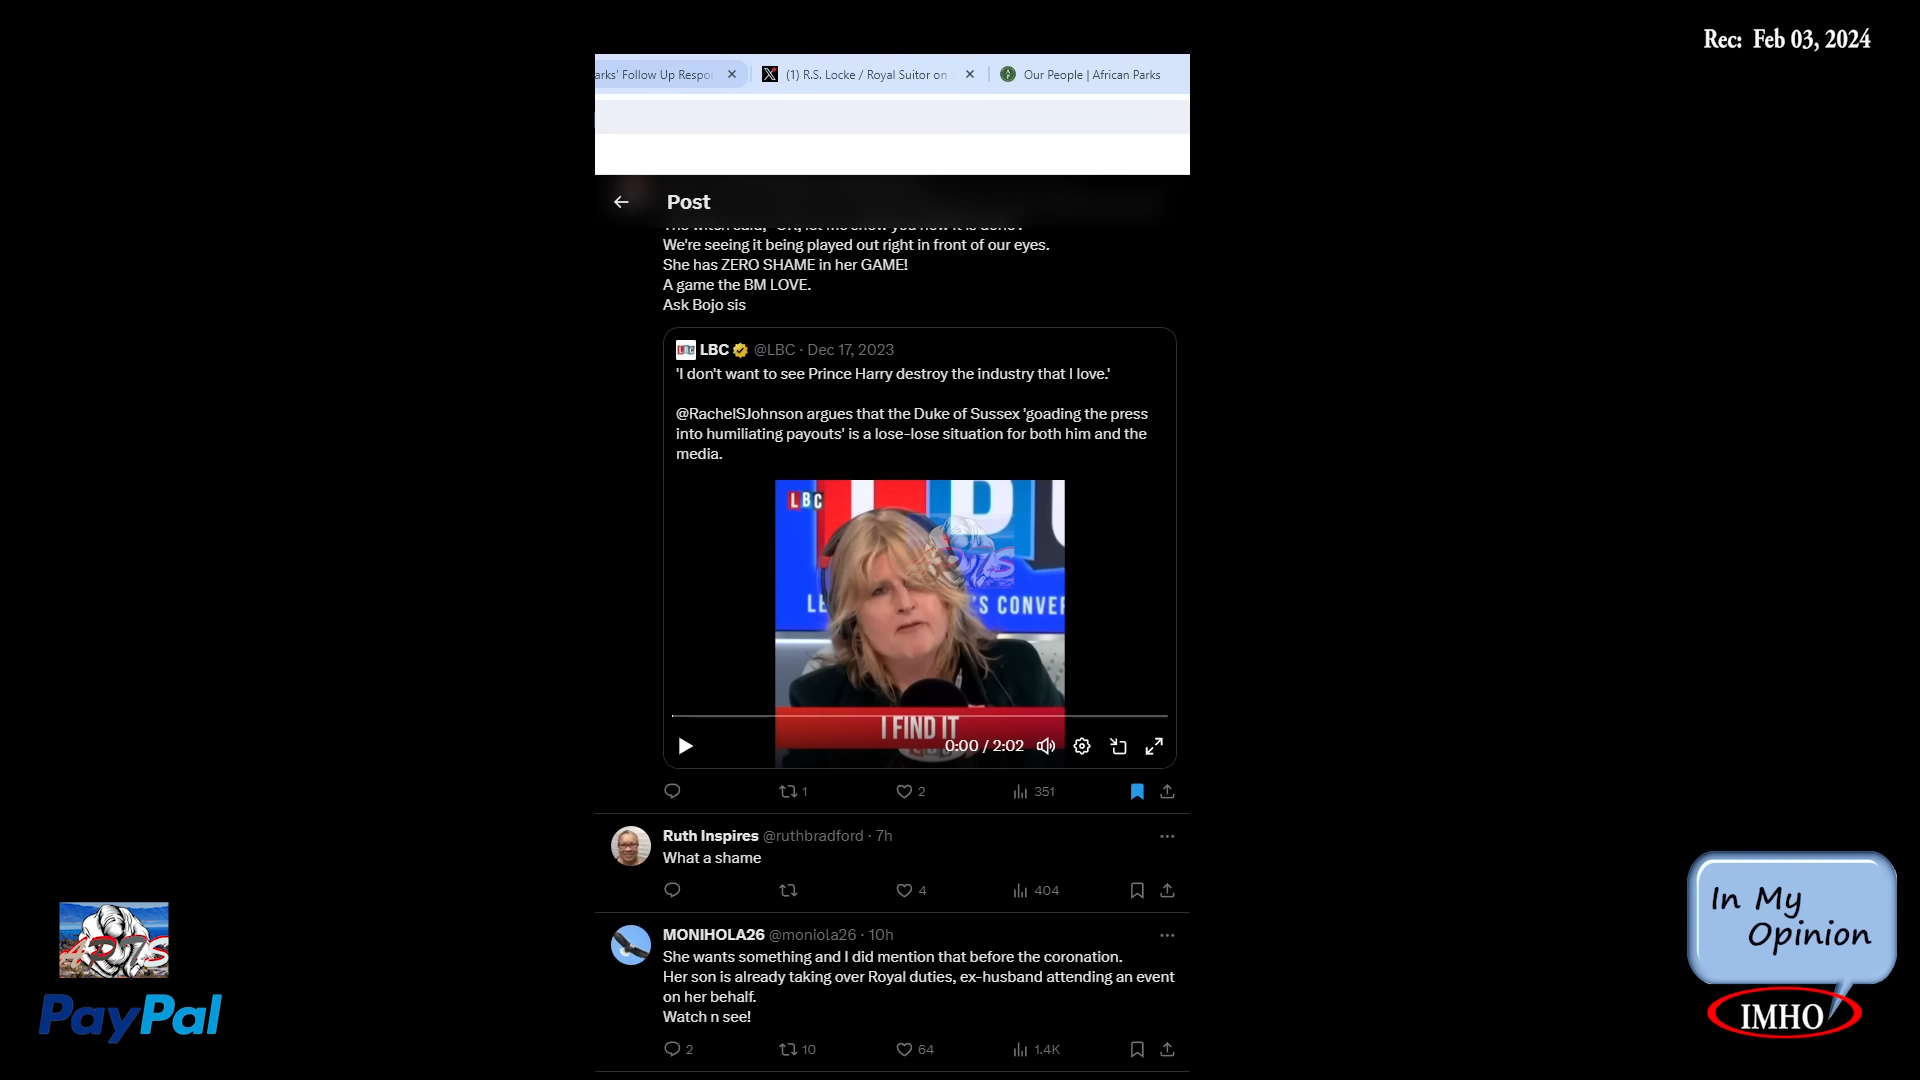 Rec: Feb 03, 2024
arks' Follow Up Respo
(1) R.S. Locke / Royal Suitor on
Our People | African Parks
Post
We're seeing it being played out right in front of our eyes.
She has ZERO SHAME in her GAME!
A game the BM LOVE.
Ask Bojo sis
LBC @LBC · Dec 17, 2023
'I don't want to see Prince Harry destroy the industry that I love.'
@RachelSJohnson argues that the Duke of Sussex 'goading the press
into humiliating payouts' is a lose-lose situation for both him and the
media.
LBC
LE 'S CONVER
I FIND IT
0:00 / 2:02
1 2 351
Ruth Inspires @ruthbradford · 7h
What a shame
4 404
MONIHOLA26 @moniola26 · 10h
She wants something and I did mention that before the coronation.
Her son is already taking over Royal duties, ex-husband attending an event
on her behalf.
Watch n see!
2 10 64 1.4K
PayPal
In My
Opinion
IMHO